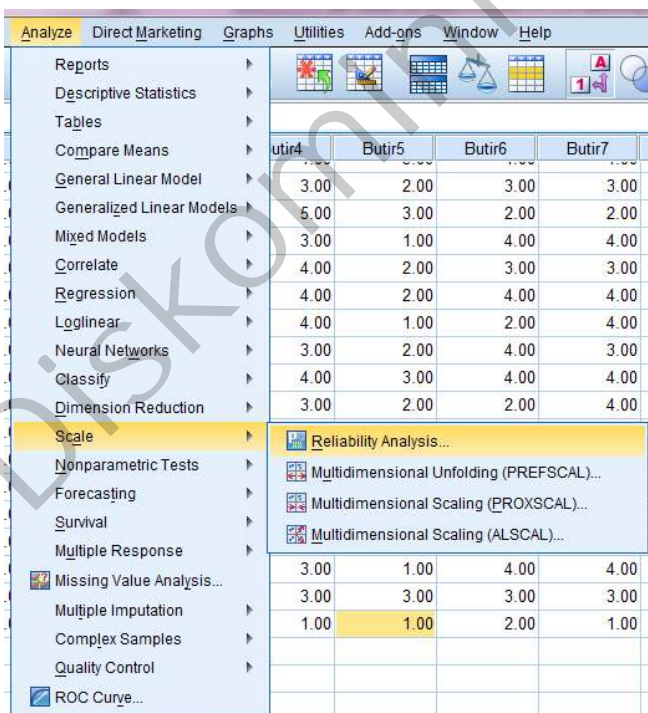 Analyze Direct Marketing Graphs Utilities Add-ons Window Help
Reports
Descriptive Statistics
Tables
Compare Means
General Linear Model
Generalized Linear Models
Mixed Models
Correlate
Regression
Loglinear
Neural Networks
Classify
Dimension Reduction
Scale
Nonparametric Tests
Forecasting
Survival
Multiple Response
Missing Value Analysis...
Multiple Imputation
Complex Samples
Quality Control
ROC Curve...
Reliability Analysis...
Multidimensional Unfolding (PREFSCAL)...
Multidimensional Scaling (PROXSCAL)...
Multidimensional Scaling (ALSCAL)...
utir4 Butir5 Butir6 Butir7
3.00 2.00 3.00 3.00
5.00 3.00 2.00 2.00
3.00 1.00 4.00 4.00
4.00 2.00 3.00 3.00
4.00 2.00 4.00 4.00
4.00 1.00 2.00 4.00
3.00 2.00 4.00 3.00
4.00 3.00 4.00 4.00
3.00 2.00 2.00 4.00
3.00 1.00 4.00 4.00
3.00 3.00 3.00 3.00
1.00 1.00 2.00 1.00
Diskomin